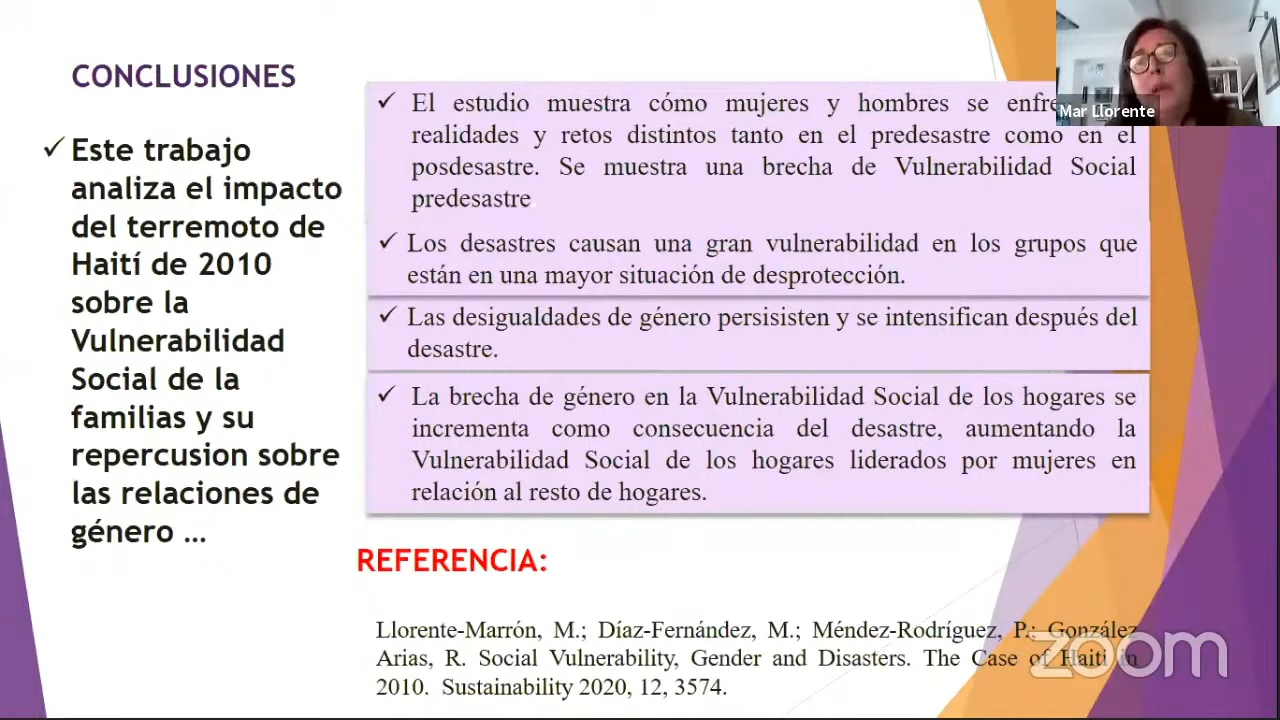 CONCLUSIONES
Este trabajo
analiza el impacto
del terremoto de
Haití de 2010
sobre la
Vulnerabilidad
Social de la
familias y su
repercusion sobre
las relaciones de
género ...
El estudio muestra cómo mujeres y hombres se
realidades y retos distintos tanto en el predesastre como en el
posdesastre. Se muestra una brecha de Vulnerabilidad Social
predesastre
Los desastres causan una gran vulnerabilidad en los grupos que
están en una mayor situación de desprotección.
Las desigualdades de género persisisten y se intensifican después del
desastre.
La brecha de género en la Vulnerabilidad Social de los hogares se
incrementa como consecuencia del desastre, aumentando la
Vulnerabilidad Social de los hogares liderados por mujeres en
relación al resto de hogares.
REFERENCIA:
Llorente-Marrón, M.; Díaz-Fernández, M.; Méndez-Rodríguez, P.; González
Arias, R. Social Vulnerability, Gender and Disasters. The Case of Haiti in
2010. Sustainability 2020, 12, 3574.
Mar Llorente
zoom